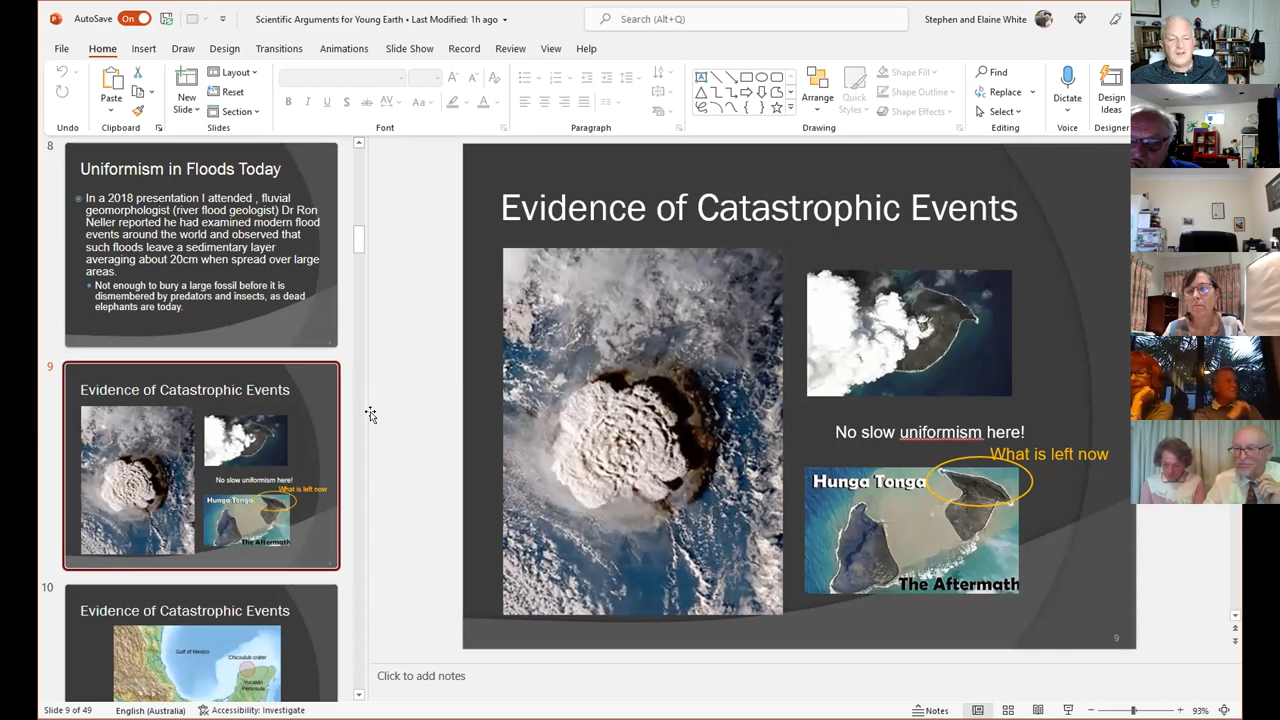 AutoSave
On
Scientific Arguments for Young Earth • Last Modified: 1h ago
Search (Alt+Q)
Stephen and Elaine White
File Home Insert Draw Design Transitions Animations Slide Show Record Review View Help
Paste
New
Slide
Layout
Reset
Section
Arrange
Quick
Styles
Shape Fill
Shape Outline
Shape Effects
Find
Replace
Select
Dictate
Design
Ideas
Undo Clipboard Slides Font Paragraph Drawing Editing Voice Designer
8
Uniformism in Floods Today
In a 2018 presentation I attended , fluvial
geomorphologist (river flood geologist) Dr Ron
Neller reported he had examined modern flood
events around the world and observed that
such floods leave a sedimentary layer
averaging about 20cm when spread over large
areas.
Not enough to bury a large fossil before it is
dismembered by predators and insects, as dead
elephants are today.
9
Evidence of Catastrophic Events
No slow uniformism here!
What is left now
Hunga Tonga
The Aftermath
10
Evidence of Catastrophic Events
Gulf of Mexico
Chicxulub crater
Yucatan
Peninsula
Evidence of Catastrophic Events
No slow uniformism here!
What is left now
Hunga Tonga
The Aftermath
9
Click to add notes
Slide 9 of 49 English (Australia) Accessibility: Investigate Notes 93%